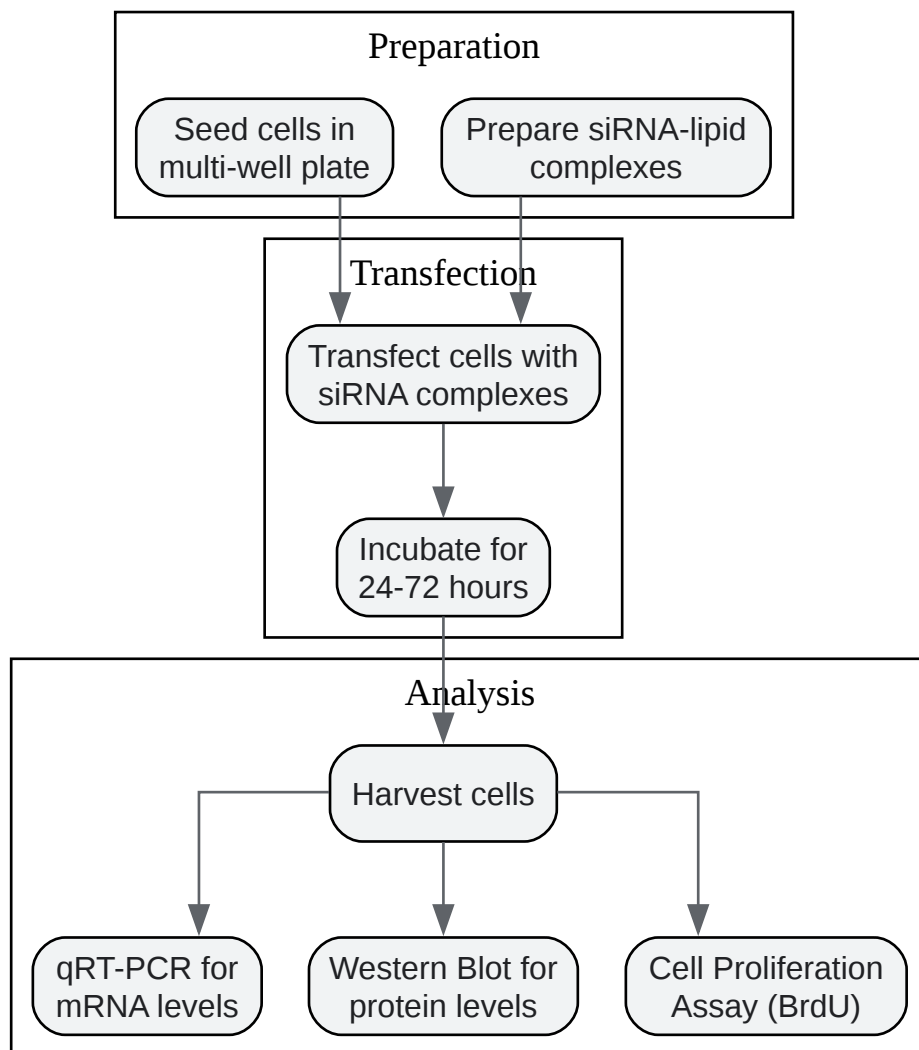 Preparation
Seed cells in
multi-well plate
Prepare siRNA-lipid
complexes
Transfection
Transfect cells with
siRNA complexes
Incubate for
24-72 hours
Analysis
Harvest cells
qRT-PCR for
mRNA levels
Western Blot for
protein levels
Cell Proliferation
Assay (BrdU)